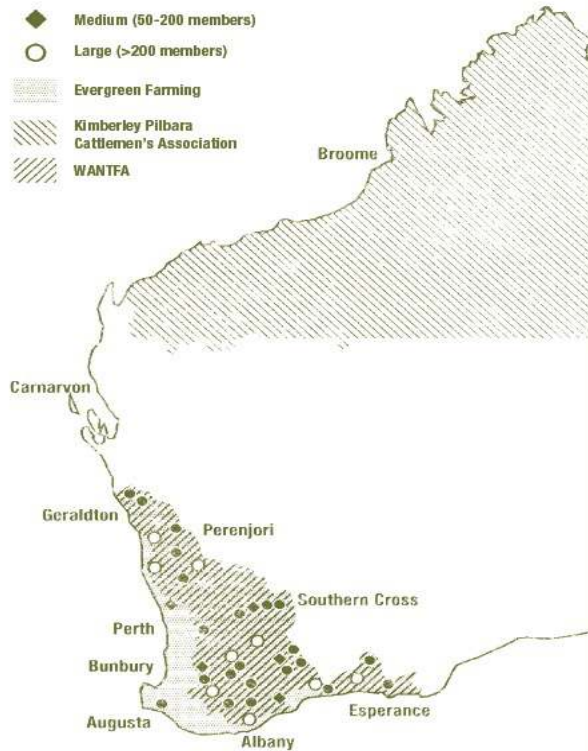 Medium (50-200 members)
Large (>200 members)
Evergreen Farming
Kimberley Pilbara
Cattlemen's Association
WANTFA
Broome
Carnarvon
Geraldton
Perenjori
Southern Cross
Perth
Bunbury
Esperance
Augusta
Albany